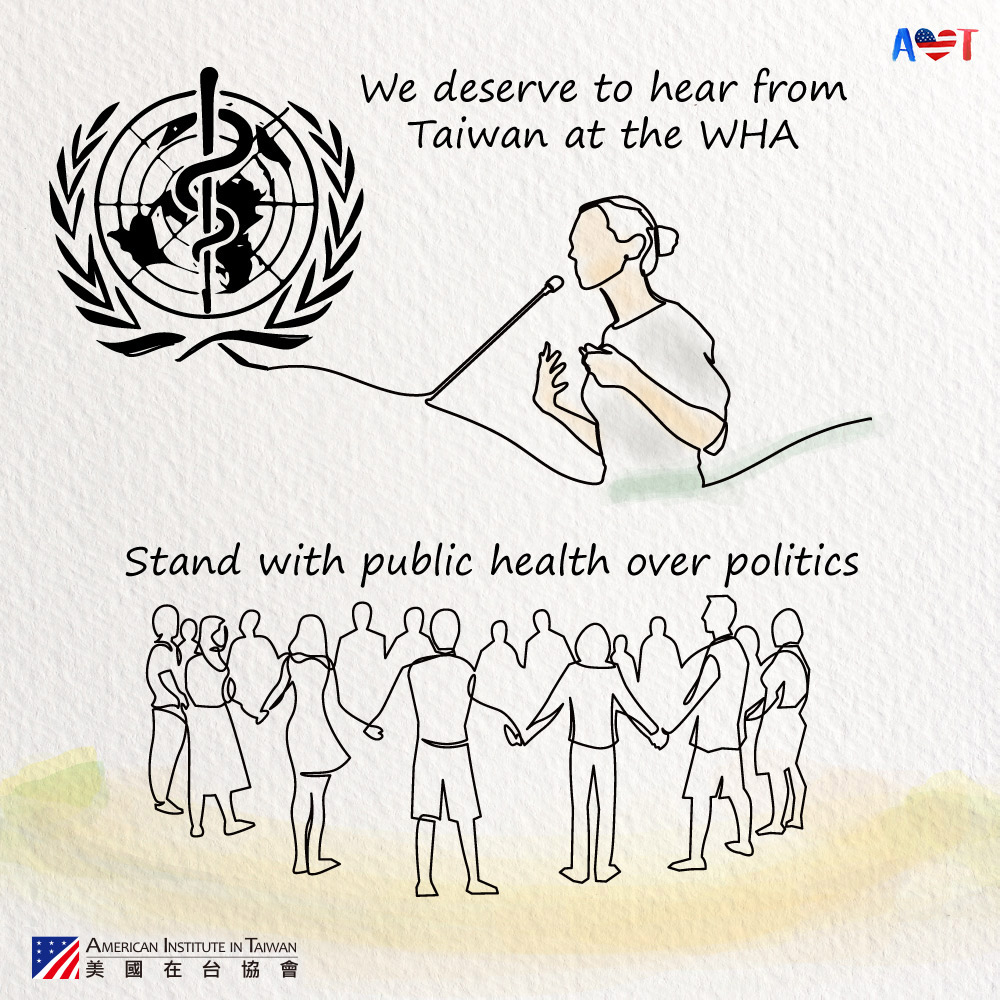 A T
We deserve to hear from
Taiwan at the WHA
Stand with public health over politics
AMERICAN INSTITUTE IN TAIWAN
美國在台協會